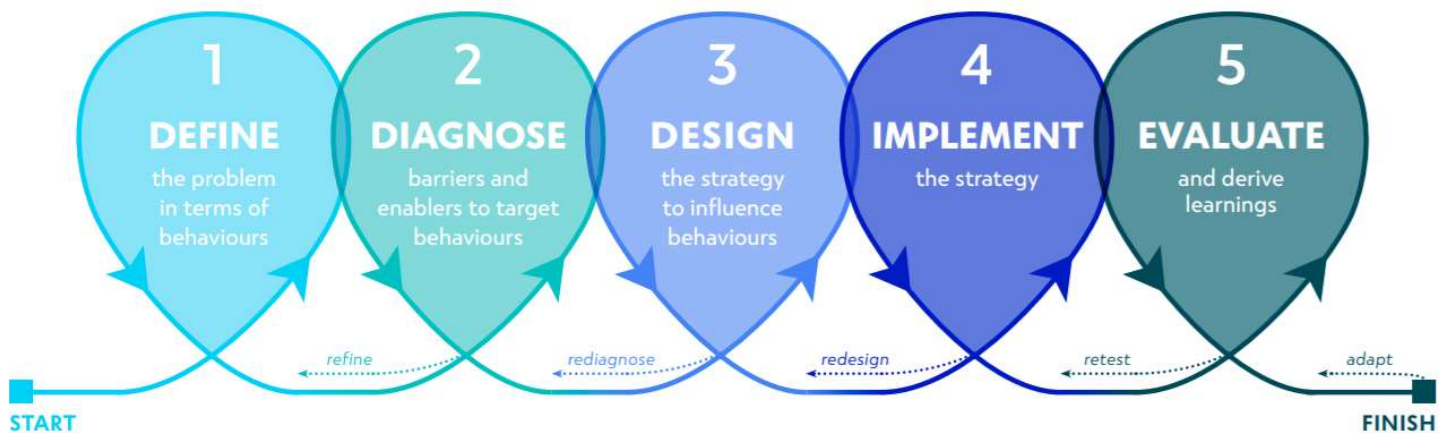 1
DEFINE
the problem
in terms of
behaviours
2
DIAGNOSE
barriers and
enablers to target
behaviours
3
DESIGN
the strategy
to influence
behaviours
4
IMPLEMENT
the strategy
5
EVALUATE
and derive
learnings
refine
rediagnose
redesign
retest
adapt
START
FINISH